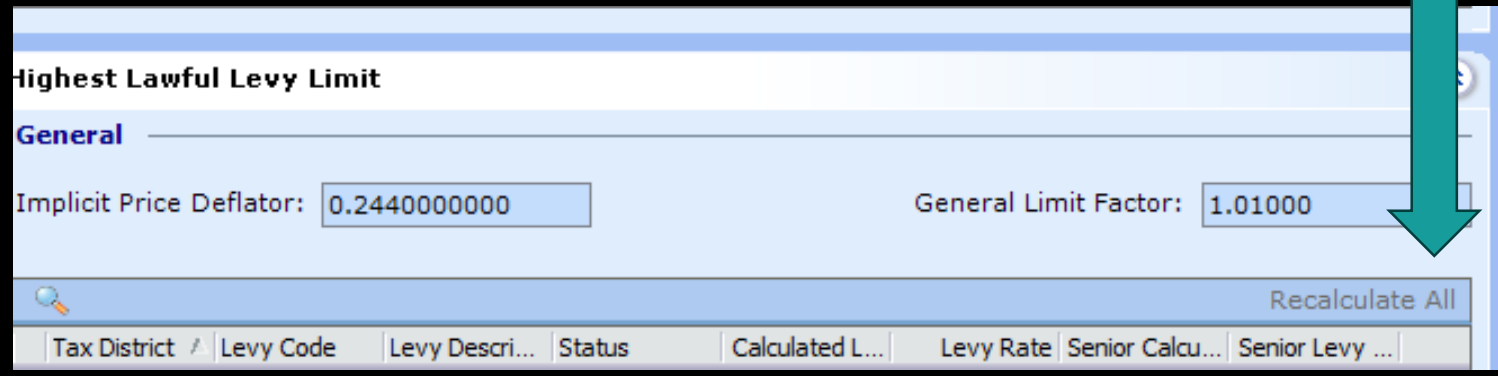 Highest Lawful Levy Limit
General
Implicit Price Deflator: 0.2440000000 General Limit Factor: 1.01000
Recalculate All
Tax District Levy Code Levy Descri... Status Calculated L... Levy Rate Senior Calcu... Senior Levy ...